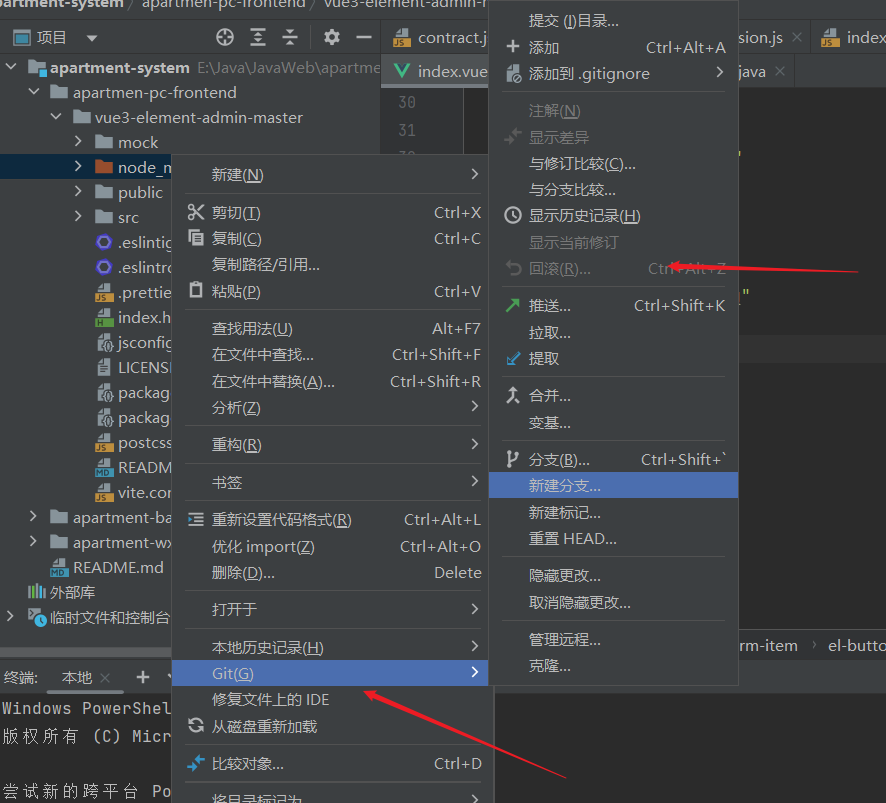 apartment-system / apartmen-pc-frontend / vue3-element-admin-
项目
contract.j
sion.js
index
index.vue
java
apartment-system E:\Java\JavaWeb\apartme
apartmen-pc-frontend
vue3-element-admin-master
mock
node_m
public
src
.eslintig
.eslintrc
.prettie
index.h
jsconfig
LICENS
packag
packag
postcss
READM
vite.con
apartment-ba
apartment-wx
README.md
外部库
临时文件和控制台
30
31
新建(N)
剪切(T) Ctrl+X
复制(C) Ctrl+C
复制路径/引用...
粘贴(P) Ctrl+V
查找用法(U) Alt+F7
在文件中查找... Ctrl+Shift+F
在文件中替换(A)... Ctrl+Shift+R
分析(Z)
重构(R)
书签
重新设置代码格式(R) Ctrl+Alt+L
优化 import(Z) Ctrl+Alt+O
删除(D)... Delete
打开于
本地历史记录(H)
Git(G)
修复文件上的 IDE
从磁盘重新加载
比较对象... Ctrl+D
将目录标记为
提交 (I)目录...
添加 Ctrl+Alt+A
添加到 .gitignore
注解(N)
显示差异
与修订比较(C)...
与分支比较...
显示历史记录(H)
显示当前修订
回滚(R)... Ctrl+Alt+Z
推送... Ctrl+Shift+K
拉取...
提取
合并...
变基...
分支(B)... Ctrl+Shift+`
新建分支...
新建标记...
重置 HEAD...
隐藏更改...
取消隐藏更改...
管理远程...
克隆...
rm-item › el-butto
终端: 本地
Windows PowerShel
版权所有 (C) Micr
尝试新的跨平台 Po